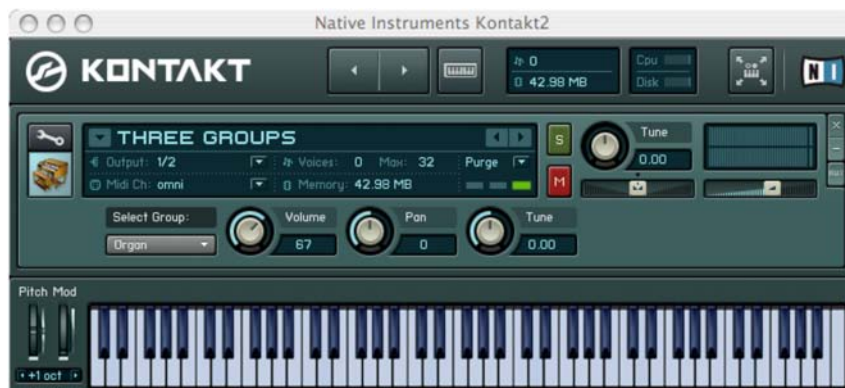 Native Instruments Kontakt2
KONTAKT
0
42.98 MB
Cpu
Disk
NI
THREE GROUPS
S
Tune
0.00
Output: 1/2
Voices: 0 Max: 32
Purge
Midi Ch: omni
Memory: 42.98 MB
M
Select Group:
Volume
Pan
Tune
Organ
67
0
0.00
Pitch Mod
+1 oct